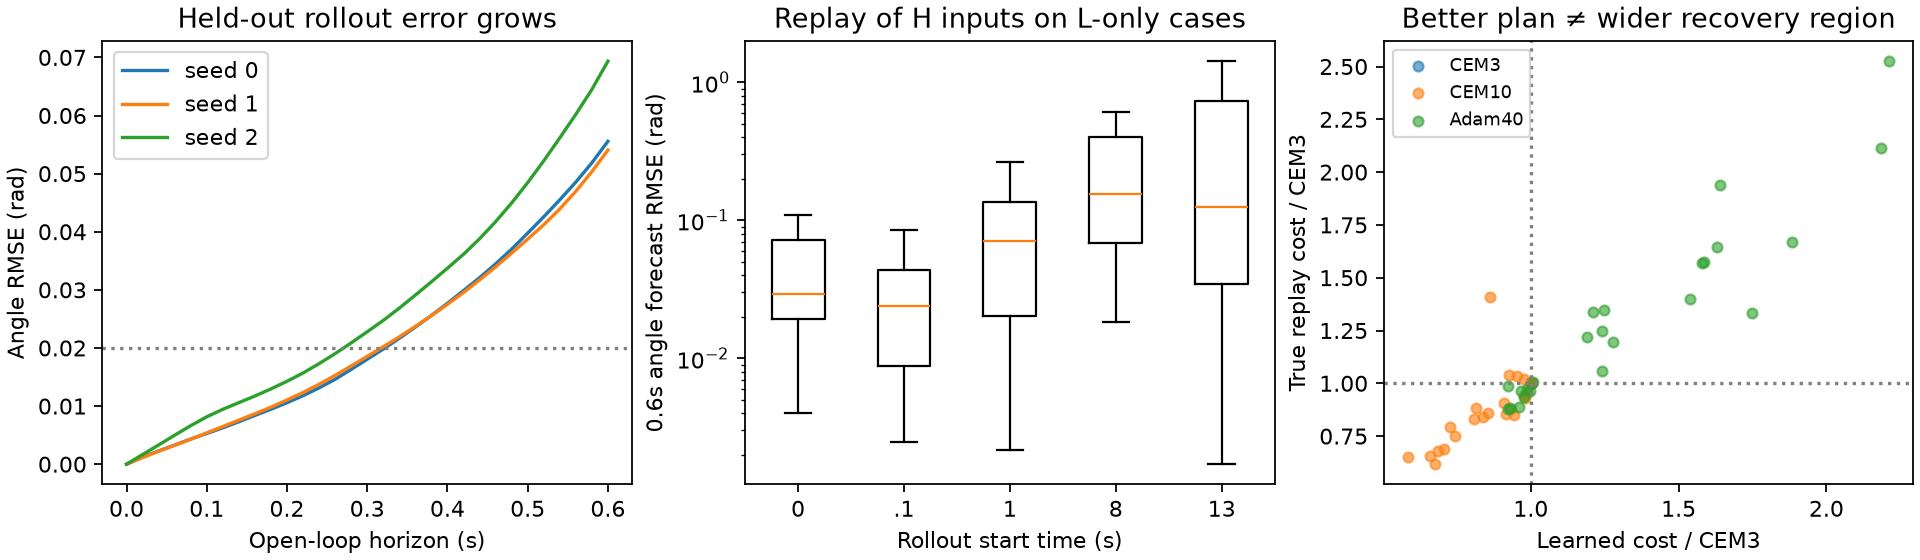 Held-out rollout error grows
Angle RMSE (rad)
0.07
0.06
0.05
0.04
0.03
0.02
0.01
0.00
seed 0
seed 1
seed 2
0.0 0.1 0.2 0.3 0.4 0.5 0.6
Open-loop horizon (s)
Replay of H inputs on L-only cases
0.6s angle forecast RMSE (rad)
10⁰
10⁻¹
10⁻²
0 .1 1 8 13
Rollout start time (s)
Better plan ≠ wider recovery region
True replay cost / CEM3
2.50
2.25
2.00
1.75
1.50
1.25
1.00
0.75
CEM3
CEM10
Adam40
1.0 1.5 2.0
Learned cost / CEM3